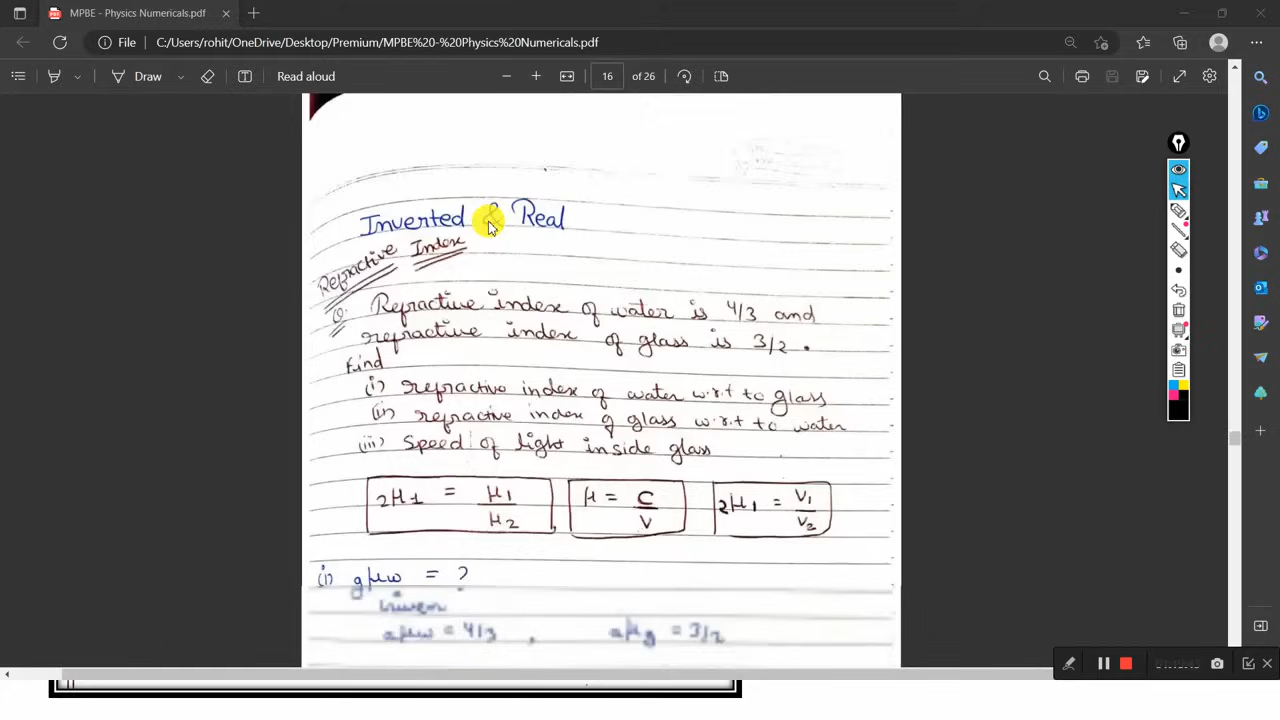 MPBE - Physics Numericals.pdf
File C:/Users/rohit/OneDrive/Desktop/Premium/MPBE%20-%20Physics%20Numericals.pdf
Draw Read aloud 16 of 26
Inverted & Real
Refractive Index
Q. Refractive index of water is 4/3 and
refractive index of glass is 3/2 .
Find
(i) refractive index of water w.r.t to glass
(ii) refractive index of glass w.r.t to water
(iii) Speed of light inside glass
2μ1 = μ1/μ2 , μ = C/V 2μ1 = V1/V2
(i) gμw = ?
Given
aμw = 4/3 , aμg = 3/2